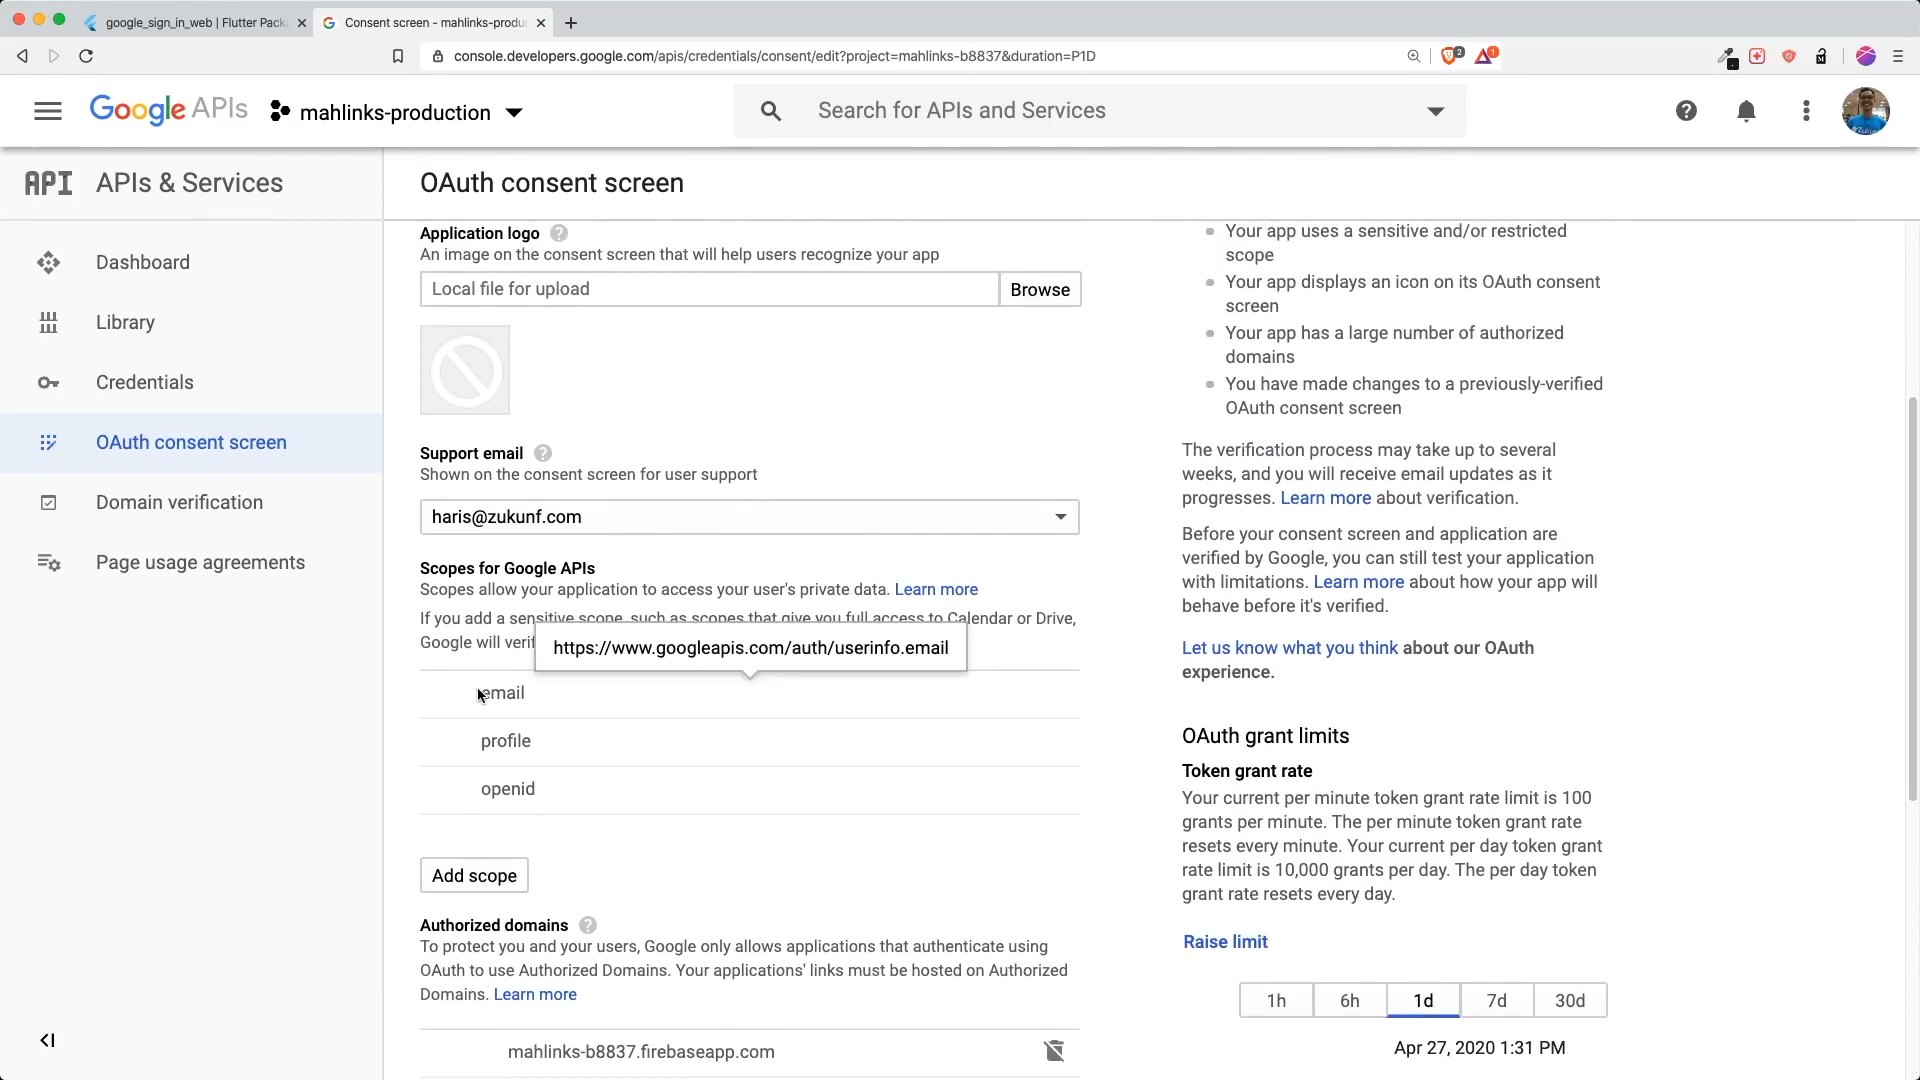 google_sign_in_web | Flutter Pack
Consent screen - mahlinks-produ
console.developers.google.com/apis/credentials/consent/edit?project=mahlinks-b8837&duration=P1D
2
1
Google APIs
mahlinks-production
Search for APIs and Services
API APIs & Services
Dashboard
Library
Credentials
OAuth consent screen
Domain verification
Page usage agreements
OAuth consent screen
Application logo
An image on the consent screen that will help users recognize your app
Local file for upload
Browse
Support email
Shown on the consent screen for user support
haris@zukunf.com
Scopes for Google APIs
Scopes allow your application to access your user's private data. Learn more
If you add a sensitive scope, such as scopes that give you full access to Calendar or Drive,
Google will verif
https://www.googleapis.com/auth/userinfo.email
email
profile
openid
Add scope
Authorized domains
To protect you and your users, Google only allows applications that authenticate using
OAuth to use Authorized Domains. Your applications' links must be hosted on Authorized
Domains. Learn more
mahlinks-b8837.firebaseapp.com
Your app uses a sensitive and/or restricted
scope
Your app displays an icon on its OAuth consent
screen
Your app has a large number of authorized
domains
You have made changes to a previously-verified
OAuth consent screen
The verification process may take up to several
weeks, and you will receive email updates as it
progresses. Learn more about verification.
Before your consent screen and application are
verified by Google, you can still test your application
with limitations. Learn more about how your app will
behave before it's verified.
Let us know what you think about our OAuth
experience.
OAuth grant limits
Token grant rate
Your current per minute token grant rate limit is 100
grants per minute. The per minute token grant rate
resets every minute. Your current per day token grant
rate limit is 10,000 grants per day. The per day token
grant rate resets every day.
Raise limit
1h 6h 1d 7d 30d
Apr 27, 2020 1:31 PM